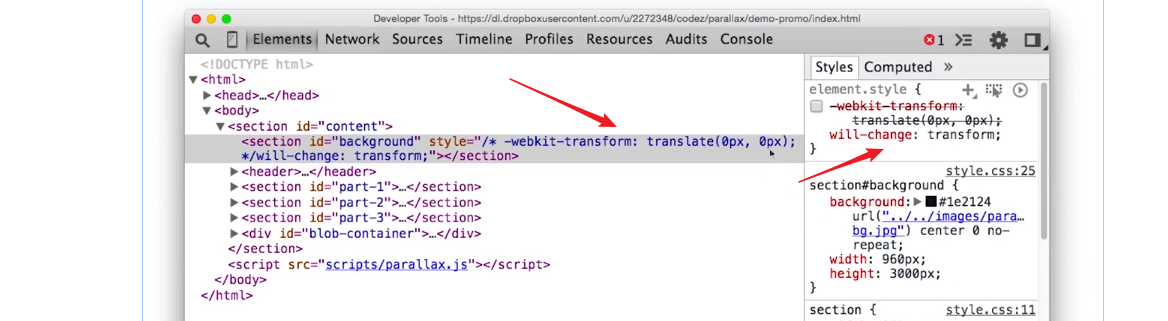 Developer Tools - https://dl.dropboxusercontent.com/u/2272348/codez/parallax/demo-promo/index.html
Elements Network Sources Timeline Profiles Resources Audits Console
1
<!DOCTYPE html>
<html>
<head>…</head>
<body>
<section id="content">
<section id="background" style="/* -webkit-transform: translate(0px, 0px);
*/will-change: transform;"></section>
<header>…</header>
<section id="part-1">…</section>
<section id="part-2">…</section>
<section id="part-3">…</section>
<div id="blob-container">…</div>
</section>
<script src="scripts/parallax.js"></script>
</body>
</html>
Styles Computed »
element.style {
-webkit-transform:
translate(0px, 0px);
will-change: transform;
}
style.css:25
section#background {
background: #1e2124
url("../../images/para…
bg.jpg") center 0 no-
repeat;
width: 960px;
height: 3000px;
}
section { style.css:11